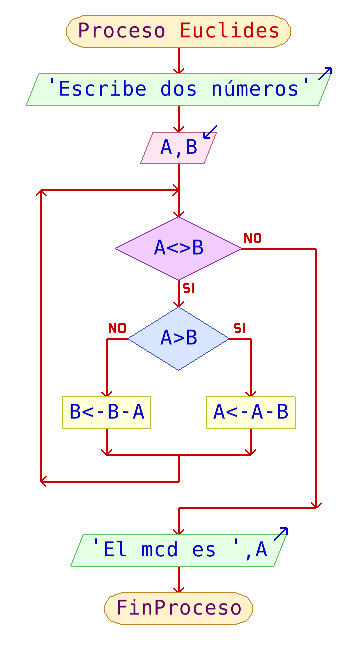 Proceso Euclides
'Escribe dos números'
A,B
A<>B
NO
SI
A>B
NO
SI
B<-B-A
A<-A-B
'El mcd es ',A
FinProceso